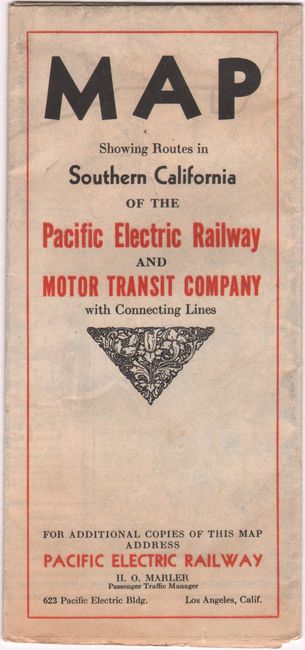 MAP
Showing Routes in
Southern California
OF THE
Pacific Electric Railway
AND
MOTOR TRANSIT COMPANY
with Connecting Lines
FOR ADDITIONAL COPIES OF THIS MAP
ADDRESS
PACIFIC ELECTRIC RAILWAY
H. O. MARLER
Passenger Traffic Manager
623 Pacific Electric Bldg. Los Angeles, Calif.